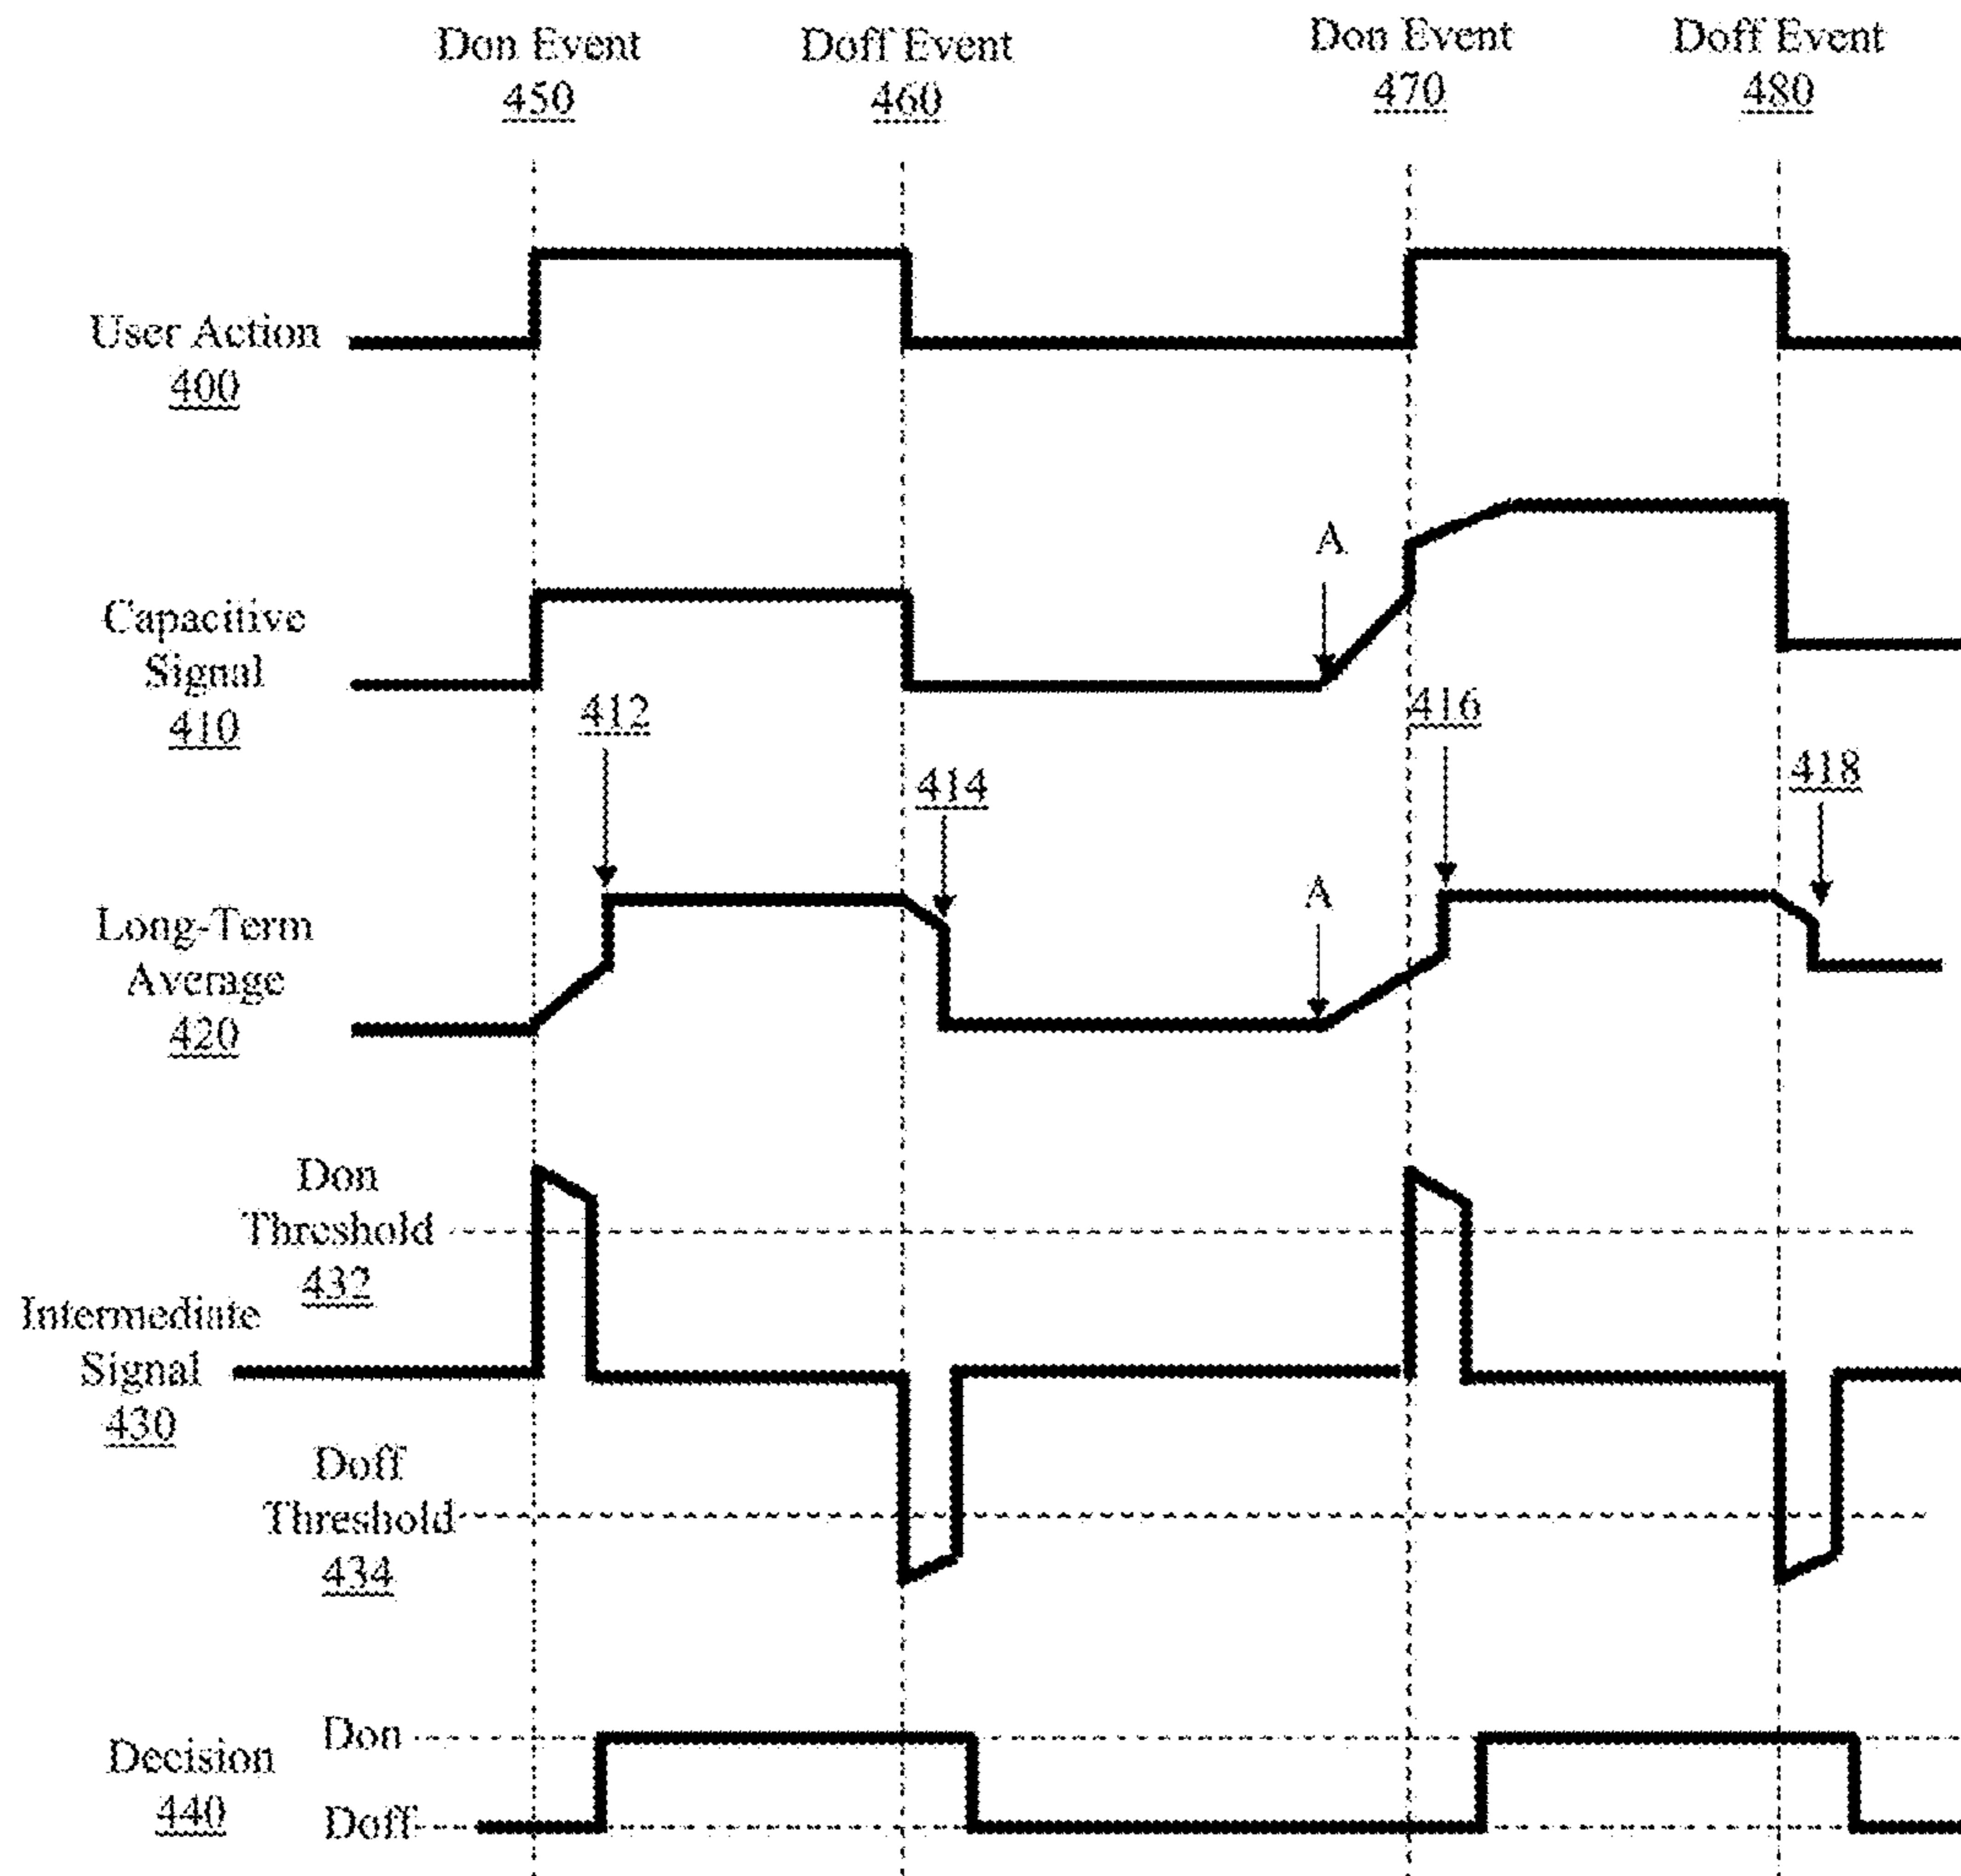 Don Event
450
Doff Event
460
Don Event
470
Doff Event
480
User Action
400
Capacitive
Signal
410
A
412
414
416
418
Long-Term
Average
420
A
Don
Threshold
432
Intermediate
Signal
430
Doff
Threshold
434
Decision
440
Don
Doff